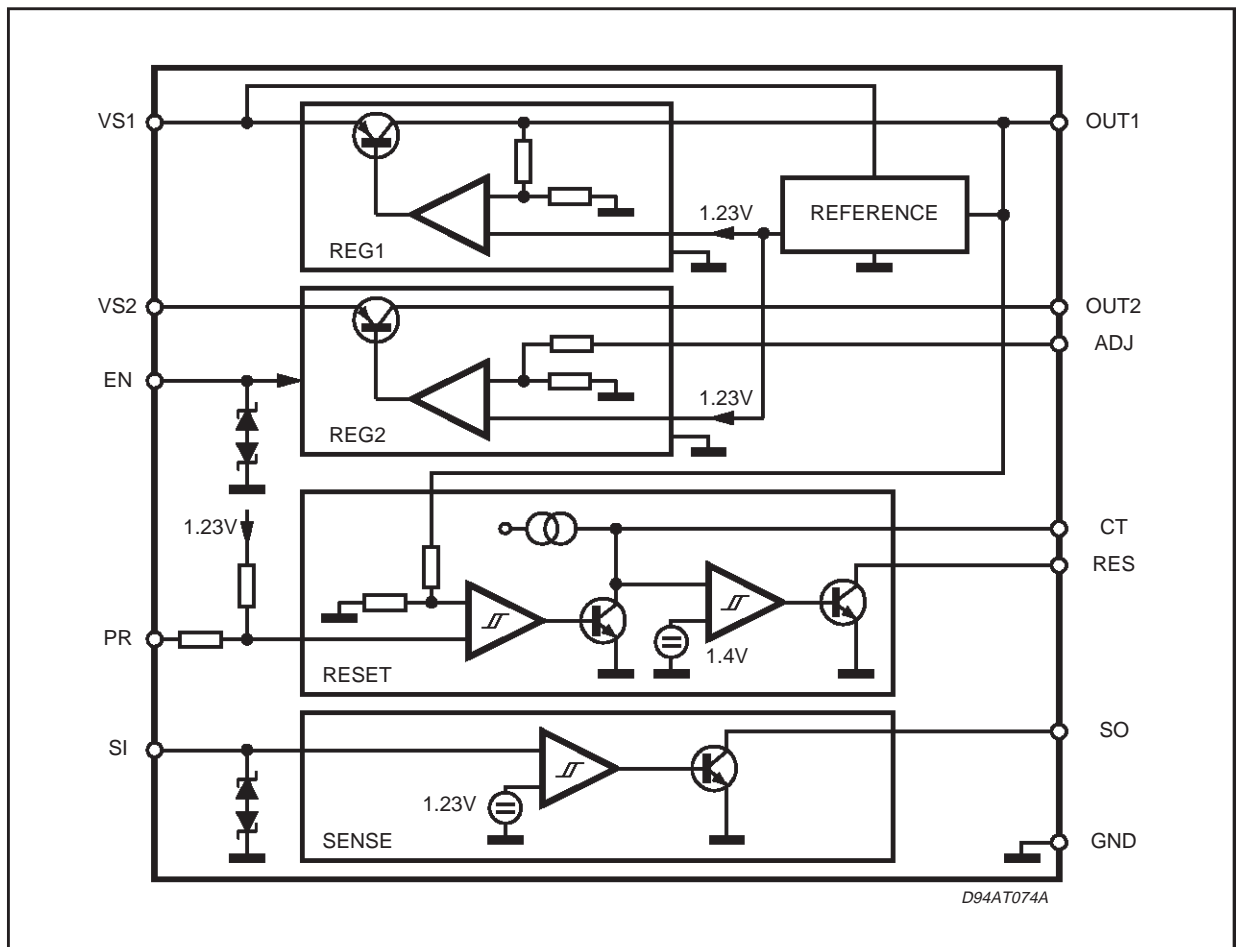 VS1
OUT1
REFERENCE
1.23V
REG1
VS2
OUT2
ADJ
EN
1.23V
REG2
1.23V
CT
RES
PR
1.4V
RESET
SI
SO
1.23V
SENSE
GND
D94AT074A